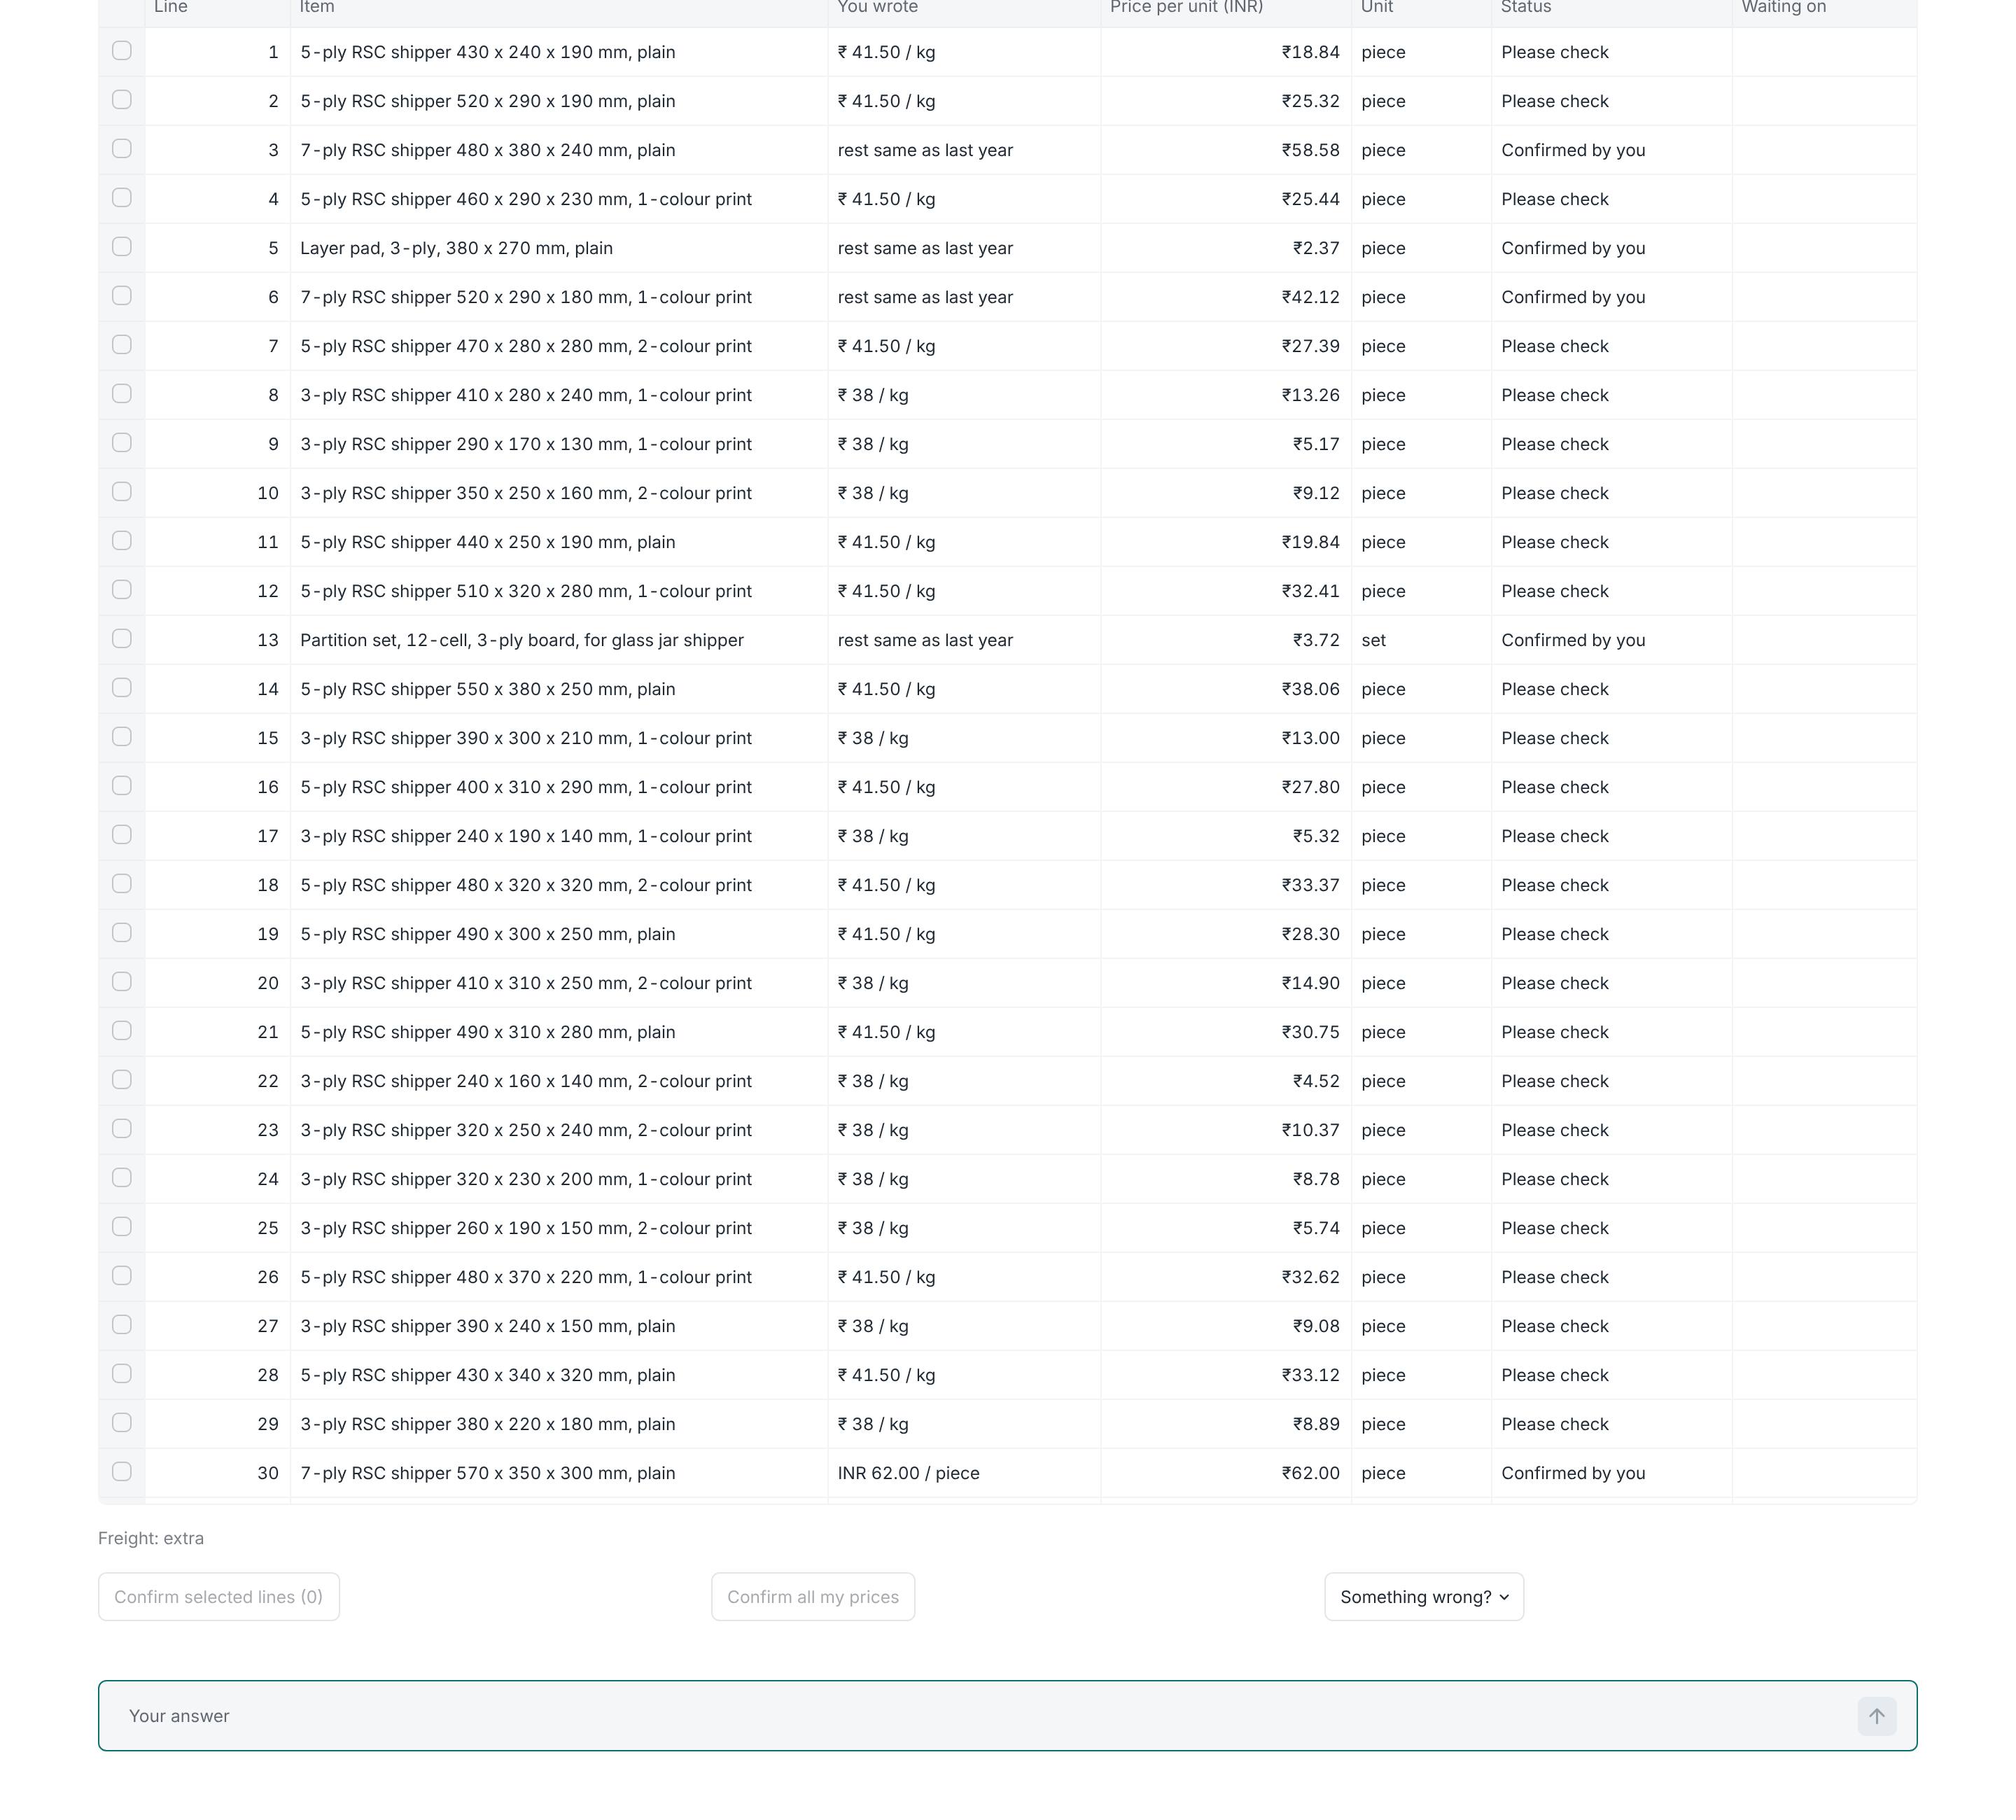 Line Item You wrote Price per unit (INR) Unit Status Waiting on
1 5-ply RSC shipper 430 x 240 x 190 mm, plain ₹ 41.50 / kg ₹18.84 piece Please check
2 5-ply RSC shipper 520 x 290 x 190 mm, plain ₹ 41.50 / kg ₹25.32 piece Please check
3 7-ply RSC shipper 480 x 380 x 240 mm, plain rest same as last year ₹58.58 piece Confirmed by you
4 5-ply RSC shipper 460 x 290 x 230 mm, 1-colour print ₹ 41.50 / kg ₹25.44 piece Please check
5 Layer pad, 3-ply, 380 x 270 mm, plain rest same as last year ₹2.37 piece Confirmed by you
6 7-ply RSC shipper 520 x 290 x 180 mm, 1-colour print rest same as last year ₹42.12 piece Confirmed by you
7 5-ply RSC shipper 470 x 280 x 280 mm, 2-colour print ₹ 41.50 / kg ₹27.39 piece Please check
8 3-ply RSC shipper 410 x 280 x 240 mm, 1-colour print ₹ 38 / kg ₹13.26 piece Please check
9 3-ply RSC shipper 290 x 170 x 130 mm, 1-colour print ₹ 38 / kg ₹5.17 piece Please check
10 3-ply RSC shipper 350 x 250 x 160 mm, 2-colour print ₹ 38 / kg ₹9.12 piece Please check
11 5-ply RSC shipper 440 x 250 x 190 mm, plain ₹ 41.50 / kg ₹19.84 piece Please check
12 5-ply RSC shipper 510 x 320 x 280 mm, 1-colour print ₹ 41.50 / kg ₹32.41 piece Please check
13 Partition set, 12-cell, 3-ply board, for glass jar shipper rest same as last year ₹3.72 set Confirmed by you
14 5-ply RSC shipper 550 x 380 x 250 mm, plain ₹ 41.50 / kg ₹38.06 piece Please check
15 3-ply RSC shipper 390 x 300 x 210 mm, 1-colour print ₹ 38 / kg ₹13.00 piece Please check
16 5-ply RSC shipper 400 x 310 x 290 mm, 1-colour print ₹ 41.50 / kg ₹27.80 piece Please check
17 3-ply RSC shipper 240 x 190 x 140 mm, 1-colour print ₹ 38 / kg ₹5.32 piece Please check
18 5-ply RSC shipper 480 x 320 x 320 mm, 2-colour print ₹ 41.50 / kg ₹33.37 piece Please check
19 5-ply RSC shipper 490 x 300 x 250 mm, plain ₹ 41.50 / kg ₹28.30 piece Please check
20 3-ply RSC shipper 410 x 310 x 250 mm, 2-colour print ₹ 38 / kg ₹14.90 piece Please check
21 5-ply RSC shipper 490 x 310 x 280 mm, plain ₹ 41.50 / kg ₹30.75 piece Please check
22 3-ply RSC shipper 240 x 160 x 140 mm, 2-colour print ₹ 38 / kg ₹4.52 piece Please check
23 3-ply RSC shipper 320 x 250 x 240 mm, 2-colour print ₹ 38 / kg ₹10.37 piece Please check
24 3-ply RSC shipper 320 x 230 x 200 mm, 1-colour print ₹ 38 / kg ₹8.78 piece Please check
25 3-ply RSC shipper 260 x 190 x 150 mm, 2-colour print ₹ 38 / kg ₹5.74 piece Please check
26 5-ply RSC shipper 480 x 370 x 220 mm, 1-colour print ₹ 41.50 / kg ₹32.62 piece Please check
27 3-ply RSC shipper 390 x 240 x 150 mm, plain ₹ 38 / kg ₹9.08 piece Please check
28 5-ply RSC shipper 430 x 340 x 320 mm, plain ₹ 41.50 / kg ₹33.12 piece Please check
29 3-ply RSC shipper 380 x 220 x 180 mm, plain ₹ 38 / kg ₹8.89 piece Please check
30 7-ply RSC shipper 570 x 350 x 300 mm, plain INR 62.00 / piece ₹62.00 piece Confirmed by you
Freight: extra
Confirm selected lines (0) Confirm all my prices Something wrong?
Your answer